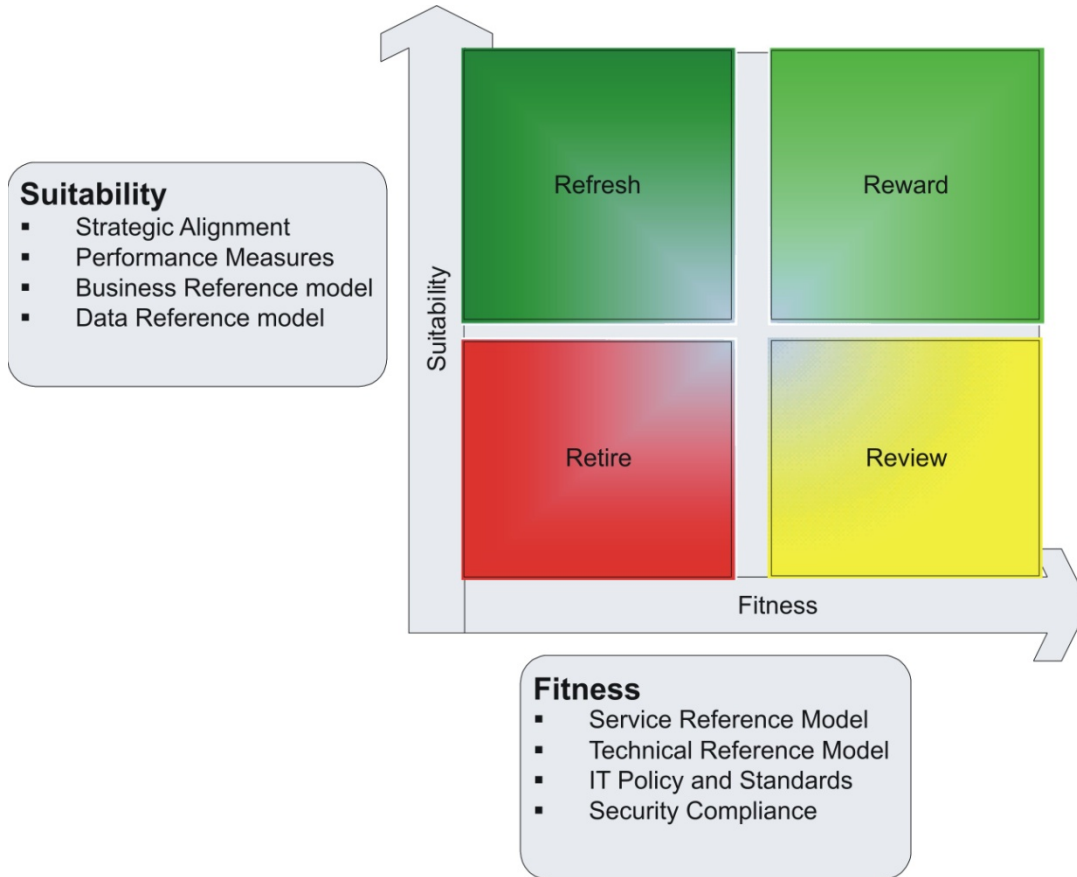 Refresh
Reward
Suitability
▪ Strategic Alignment
▪ Performance Measures
▪ Business Reference model
▪ Data Reference model
Suitability
Retire
Review
Fitness
Fitness
▪ Service Reference Model
▪ Technical Reference Model
▪ IT Policy and Standards
▪ Security Compliance